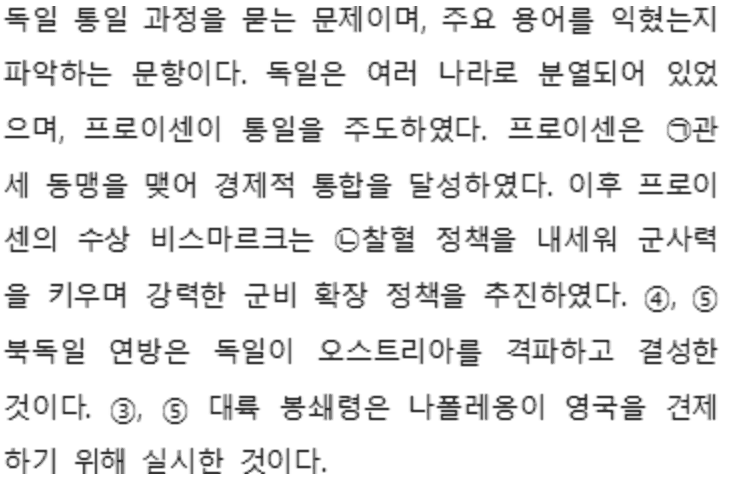 독일 통일 과정을 묻는 문제이며, 주요 용어를 익혔는지
파악하는 문항이다. 독일은 여러 나라로 분열되어 있었
으며, 프로이센이 통일을 주도하였다. 프로이센은 ㉠관
세 동맹을 맺어 경제적 통합을 달성하였다. 이후 프로이
센의 수상 비스마르크는 ㉡찰혈 정책을 내세워 군사력
을 키우며 강력한 군비 확장 정책을 추진하였다. ④, ⑤
북독일 연방은 독일이 오스트리아를 격파하고 결성한
것이다. ③, ⑤ 대륙 봉쇄령은 나폴레옹이 영국을 견제
하기 위해 실시한 것이다.